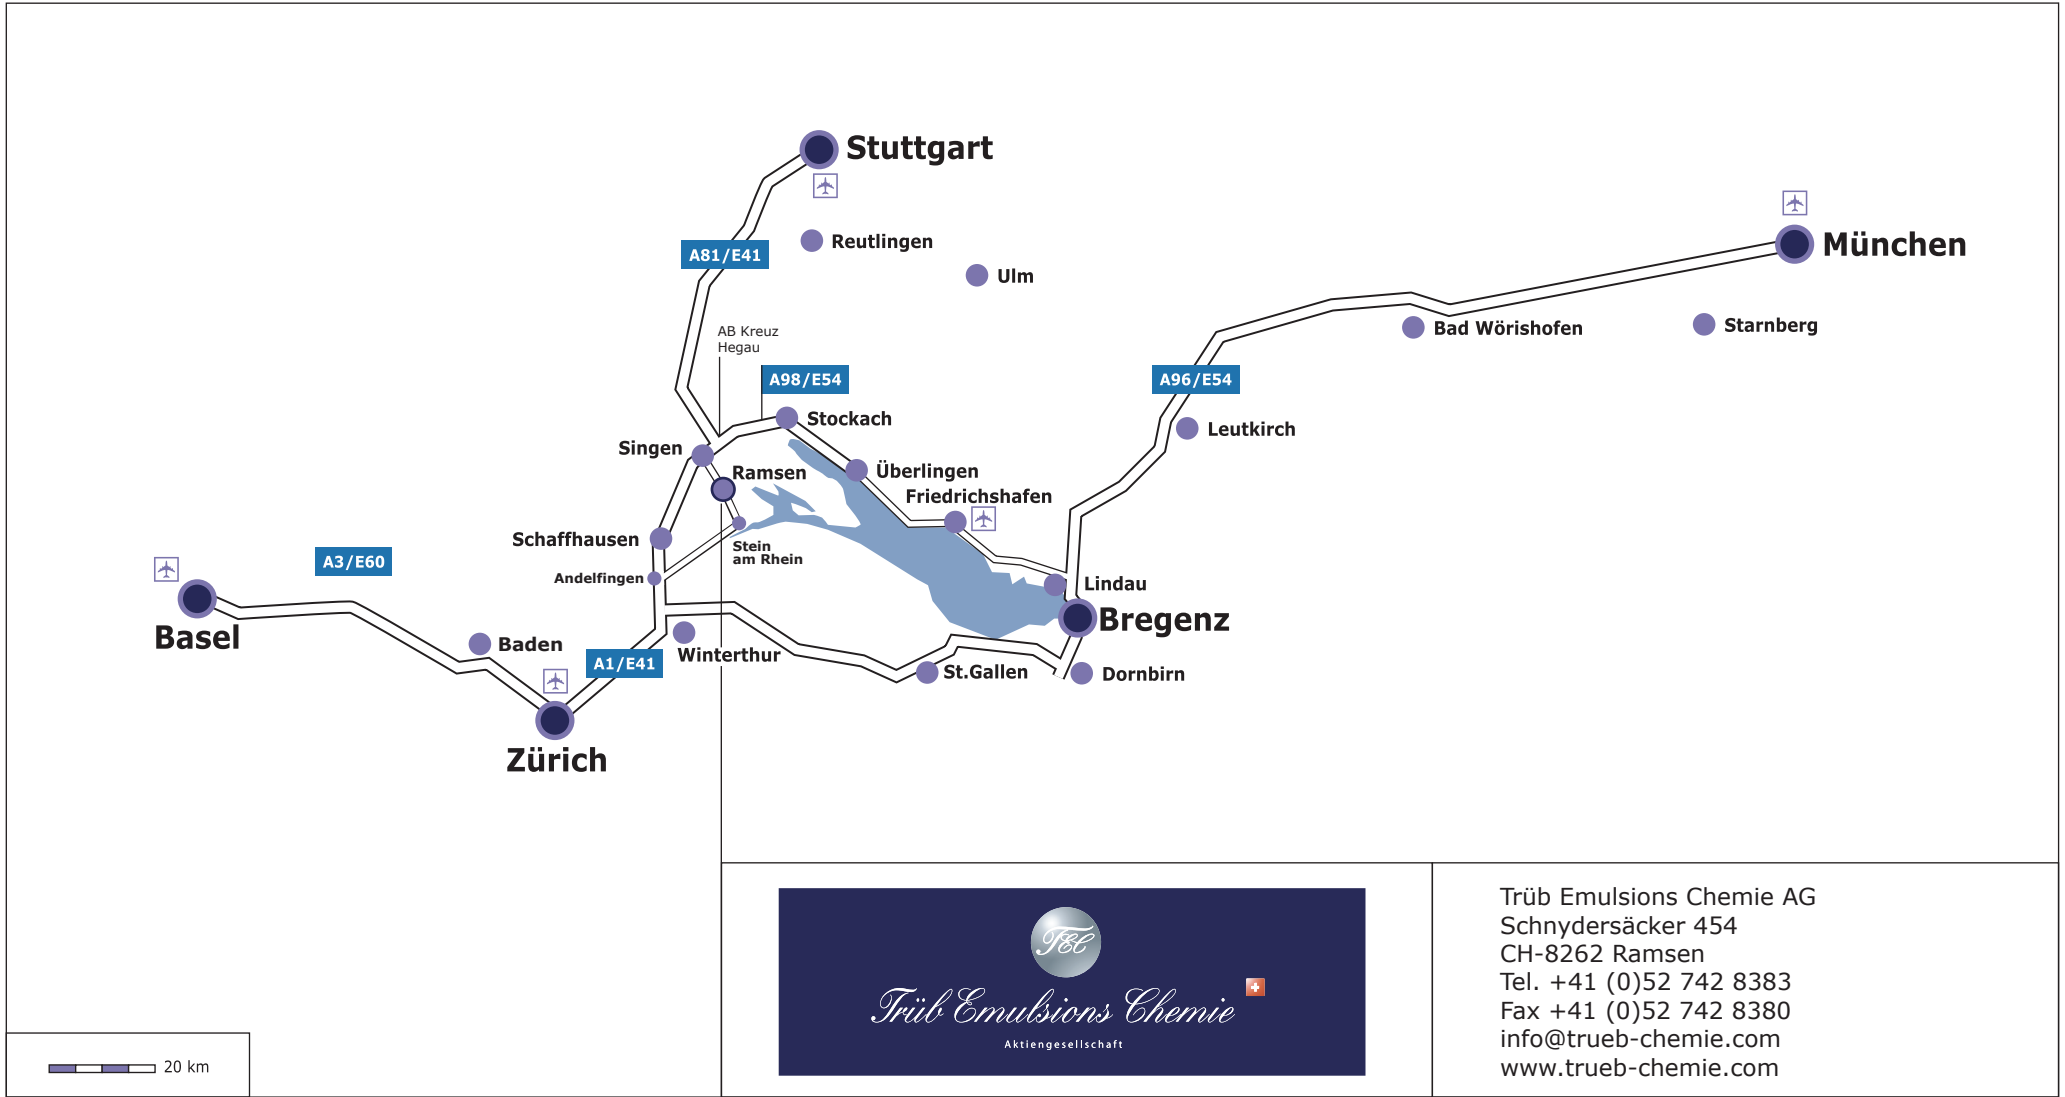 Stuttgart
München
Reutlingen
A81/E41
Ulm
Starnberg
Bad Wörishofen
AB Kreuz
Hegau
A98/E54
A96/E54
Stockach
Leutkirch
Singen
Ramsen
Überlingen
Friedrichshafen
Schaffhausen
Stein
am Rhein
A3/E60
Andelfingen
Lindau
Bregenz
Basel
Baden
Winterthur
A1/E41
St.Gallen
Dornbirn
Zürich
TEC
Trüb Emulsions Chemie
Aktiengesellschaft
Trüb Emulsions Chemie AG
Schnydersäcker 454
CH-8262 Ramsen
Tel. +41 (0)52 742 8383
Fax +41 (0)52 742 8380
info@trueb-chemie.com
www.trueb-chemie.com
20 km